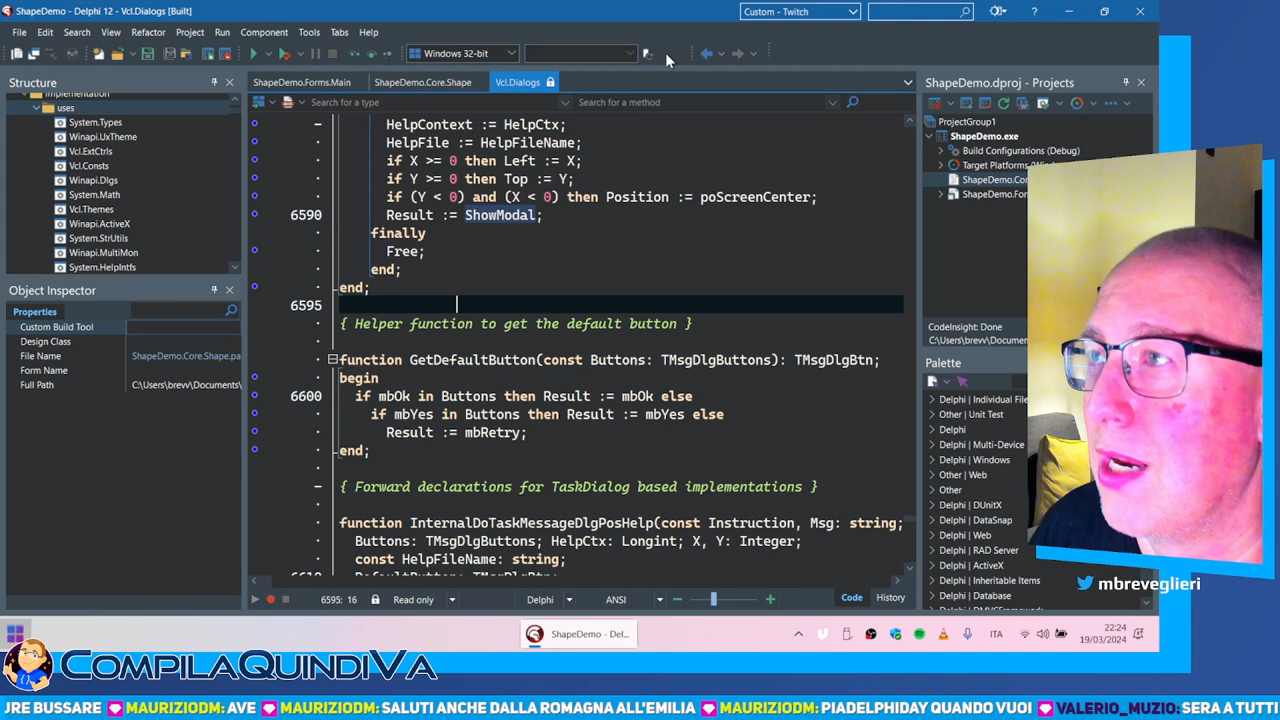 ShapeDemo - Delphi 12 - Vcl.Dialogs [Built]
Custom - Twitch
?
File Edit Search View Refactor Project Run Component Tools Tabs Help
Windows 32-bit
Structure
implementation
uses
System.Types
Winapi.UxTheme
Vcl.ExtCtrls
Vcl.Consts
Winapi.Dlgs
System.Math
Vcl.Themes
Winapi.ActiveX
System.StrUtils
Winapi.MultiMon
System.HelpIntfs
Object Inspector
Properties
Custom Build Tool
Design Class
File Name ShapeDemo.Core.Shape.pa
Form Name
Full Path C:\Users\brevv\Documents\
ShapeDemo.Forms.Main ShapeDemo.Core.Shape Vcl.Dialogs
Search for a type Search for a method
HelpContext := HelpCtx;
HelpFile := HelpFileName;
if X >= 0 then Left := X;
if Y >= 0 then Top := Y;
if (Y < 0) and (X < 0) then Position := poScreenCenter;
6590 Result := ShowModal;
finally
Free;
end;
end;
6595
{ Helper function to get the default button }
function GetDefaultButton(const Buttons: TMsgDlgButtons): TMsgDlgBtn;
begin
6600 if mbOk in Buttons then Result := mbOk else
if mbYes in Buttons then Result := mbYes else
Result := mbRetry;
end;
{ Forward declarations for TaskDialog based implementations }
function InternalDoTaskMessageDlgPosHelp(const Instruction, Msg: string;
Buttons: TMsgDlgButtons; HelpCtx: Longint; X, Y: Integer;
const HelpFileName: string;
6610 DefaultButton: TMsgDlgBtn
6595: 16 Read only Delphi ANSI Code History
ShapeDemo.dproj - Projects
ProjectGroup1
ShapeDemo.exe
Build Configurations (Debug)
Target Platforms (Win
ShapeDemo.Cor
ShapeDemo.For
CodeInsight: Done
C:\Users\brevv\Docume
Palette
Delphi | Individual File
Other | Unit Test
Delphi
Delphi | Multi-Device
Delphi | Windows
Other | Web
Other
Delphi | DUnitX
Delphi | DataSnap
Delphi | Web
Delphi | RAD Server
Delphi | ActiveX
Delphi | Inheritable Items
Delphi | Database
mbreveglieri
ShapeDemo - Del...
ITA
22:24
19/03/2024
COMPILAQUINDIVA
JRE BUSSARE MAURIZIODM: AVE MAURIZIODM: SALUTI ANCHE DALLA ROMAGNA ALL'EMILIA MAURIZIODM: PIADELPHIDAY QUANDO VUOI VALERIO_MUZIO: SERA A TUTTI